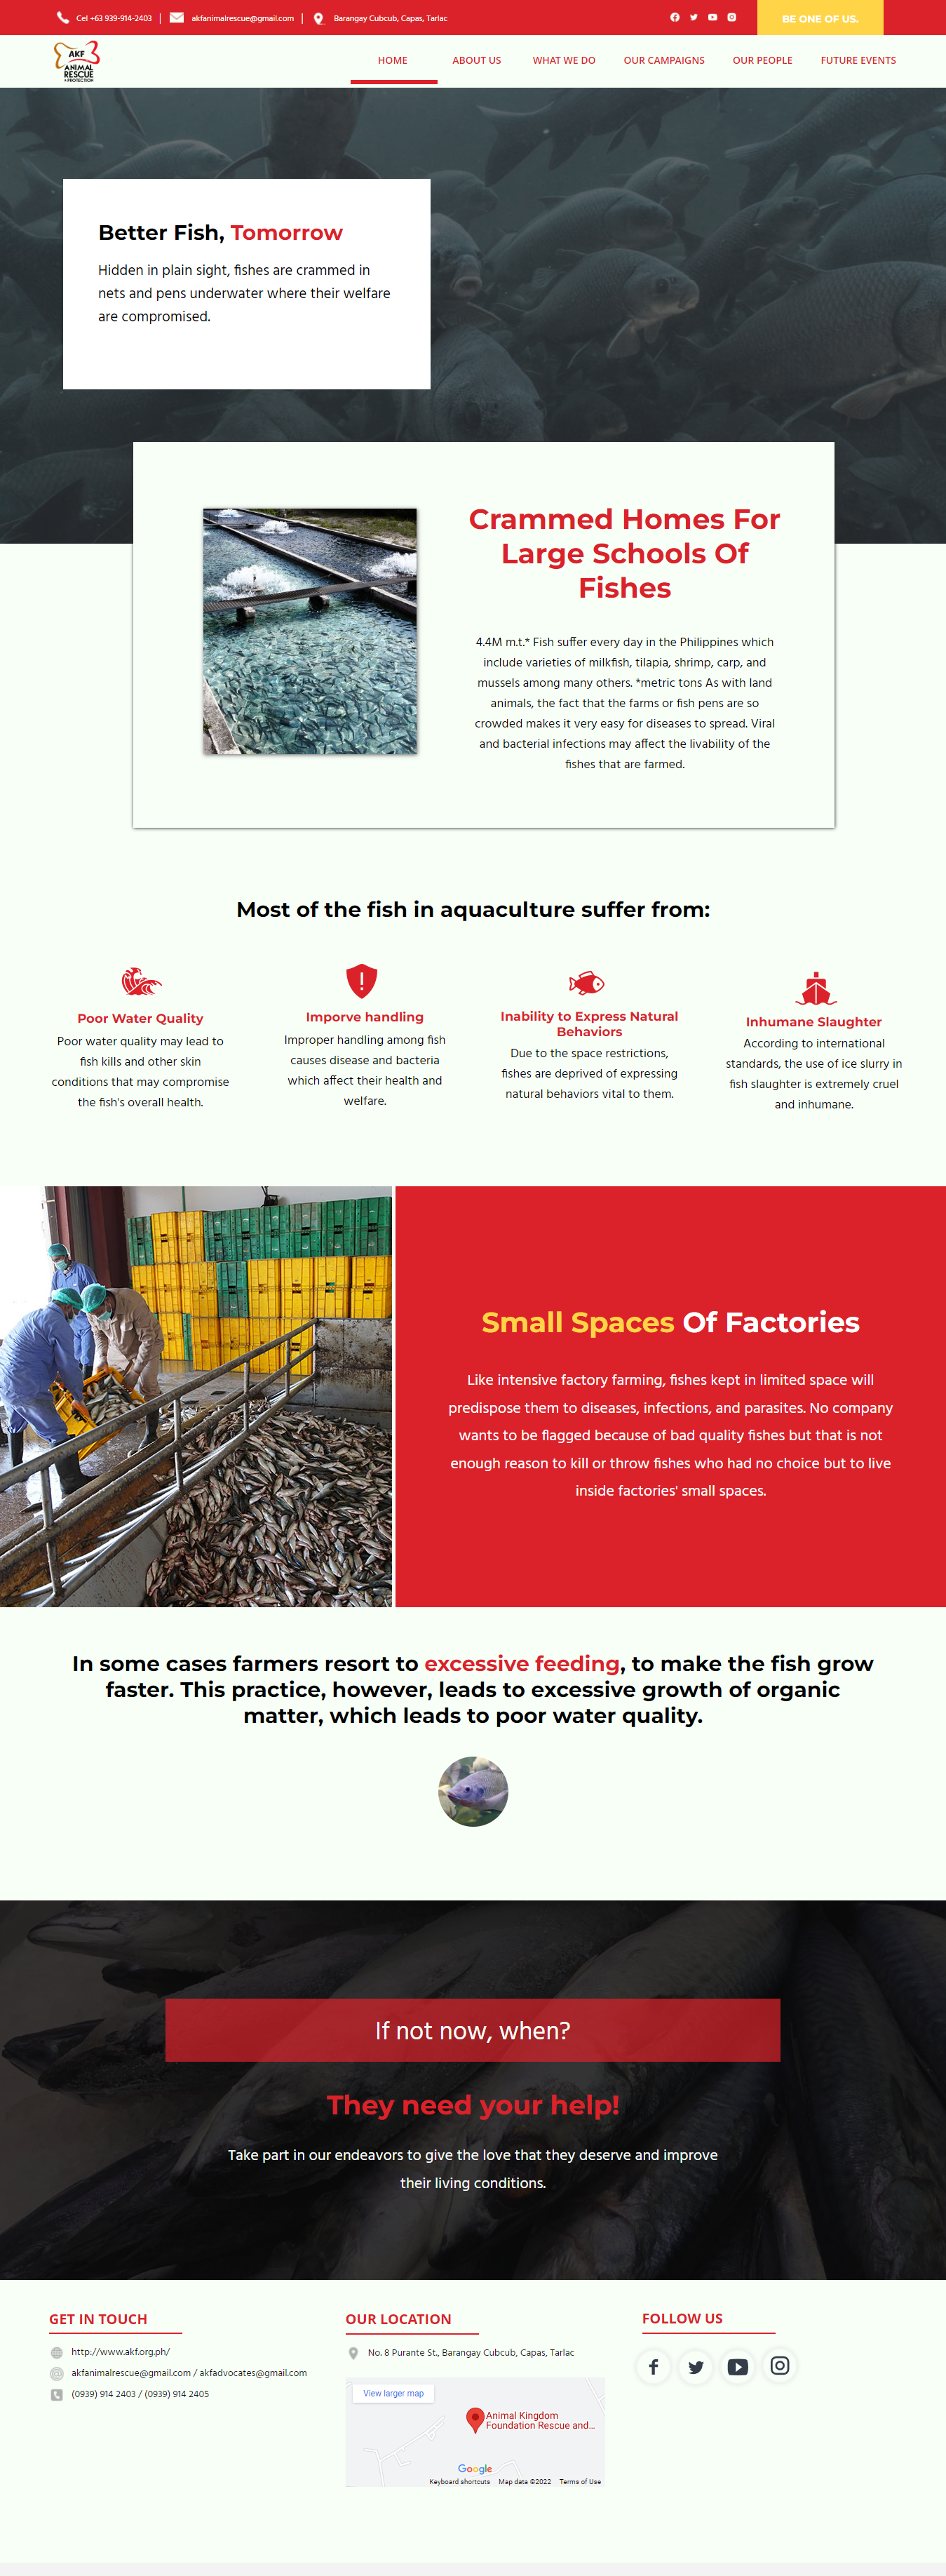 Cel +63 939-914-2403 | akfanimalrescue@gmail.com | Barangay Cubcub, Capas, Tarlac
BE ONE OF US.
AKF
ANIMAL
RESCUE
+ PROTECTION
HOME ABOUT US WHAT WE DO OUR CAMPAIGNS OUR PEOPLE FUTURE EVENTS
Better Fish, Tomorrow
Hidden in plain sight, fishes are crammed in
nets and pens underwater where their welfare
are compromised.
Crammed Homes For
Large Schools Of
Fishes
4.4M m.t.* Fish suffer every day in the Philippines which
include varieties of milkfish, tilapia, shrimp, carp, and
mussels among many others. *metric tons As with land
animals, the fact that the farms or fish pens are so
crowded makes it very easy for diseases to spread. Viral
and bacterial infections may affect the livability of the
fishes that are farmed.
Most of the fish in aquaculture suffer from:
Poor Water Quality
Poor water quality may lead to
fish kills and other skin
conditions that may compromise
the fish's overall health.
Imporve handling
Improper handling among fish
causes disease and bacteria
which affect their health and
welfare.
Inability to Express Natural
Behaviors
Due to the space restrictions,
fishes are deprived of expressing
natural behaviors vital to them.
Inhumane Slaughter
According to international
standards, the use of ice slurry in
fish slaughter is extremely cruel
and inhumane.
Small Spaces Of Factories
Like intensive factory farming, fishes kept in limited space will
predispose them to diseases, infections, and parasites. No company
wants to be flagged because of bad quality fishes but that is not
enough reason to kill or throw fishes who had no choice but to live
inside factories' small spaces.
In some cases farmers resort to excessive feeding, to make the fish grow
faster. This practice, however, leads to excessive growth of organic
matter, which leads to poor water quality.
If not now, when?
They need your help!
Take part in our endeavors to give the love that they deserve and improve
their living conditions.
GET IN TOUCH
http://www.akf.org.ph/
akfanimalrescue@gmail.com / akfadvocates@gmail.com
(0939) 914 2403 / (0939) 914 2405
OUR LOCATION
No. 8 Purante St., Barangay Cubcub, Capas, Tarlac
View larger map
Animal Kingdom
Foundation Rescue and...
Google
Keyboard shortcuts Map data ©2022 Terms of Use
FOLLOW US